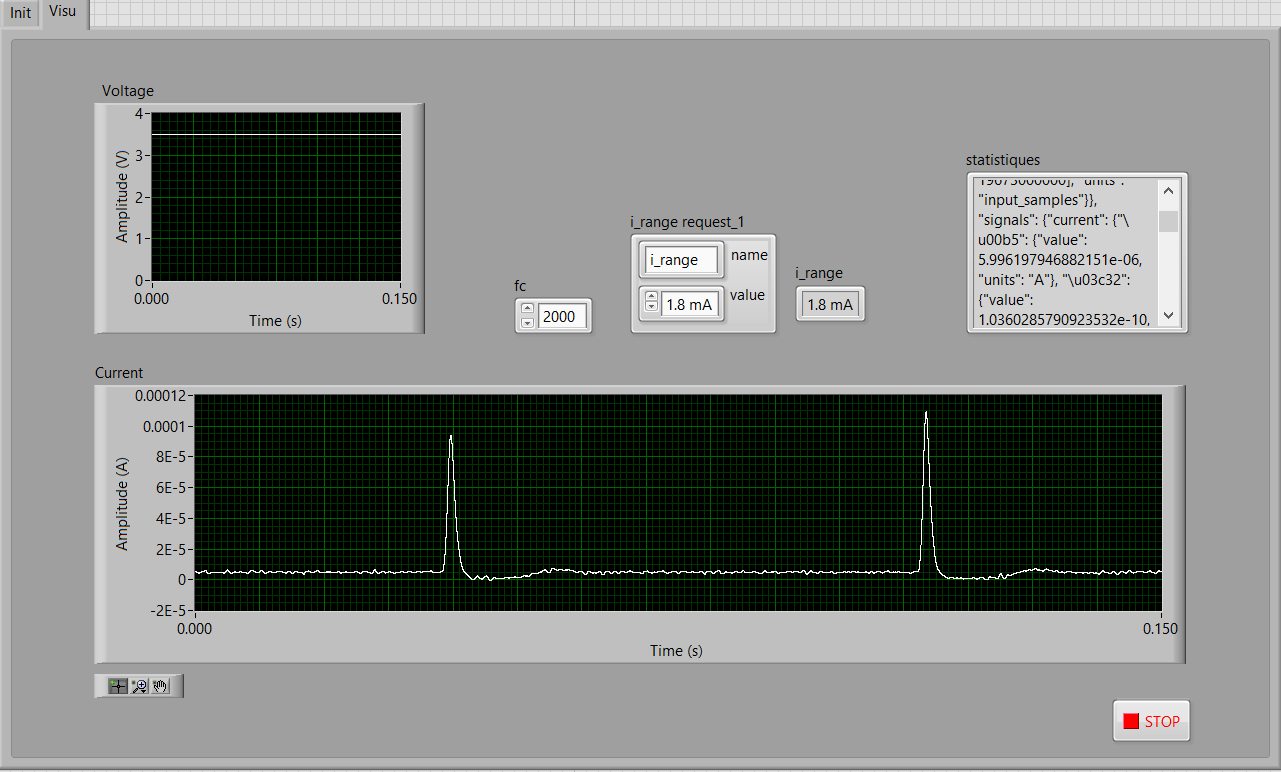 Init
Visu
Voltage
4
3
2
1
0
Amplitude (V)
0.000
0.150
Time (s)
fc
2000
i_range request_1
i_range
name
1.8 mA
value
i_range
1.8 mA
statistiques
"input_samples"}},
"signals": {"current": {"\
u00b5": {"value":
5.996197946882151e-06,
"units": "A"}, "\u03c32":
{"value":
1.0360285790923532e-10,
Current
0.00012
0.0001
8E-5
6E-5
4E-5
2E-5
0
-2E-5
Amplitude (A)
0.000
0.150
Time (s)
STOP